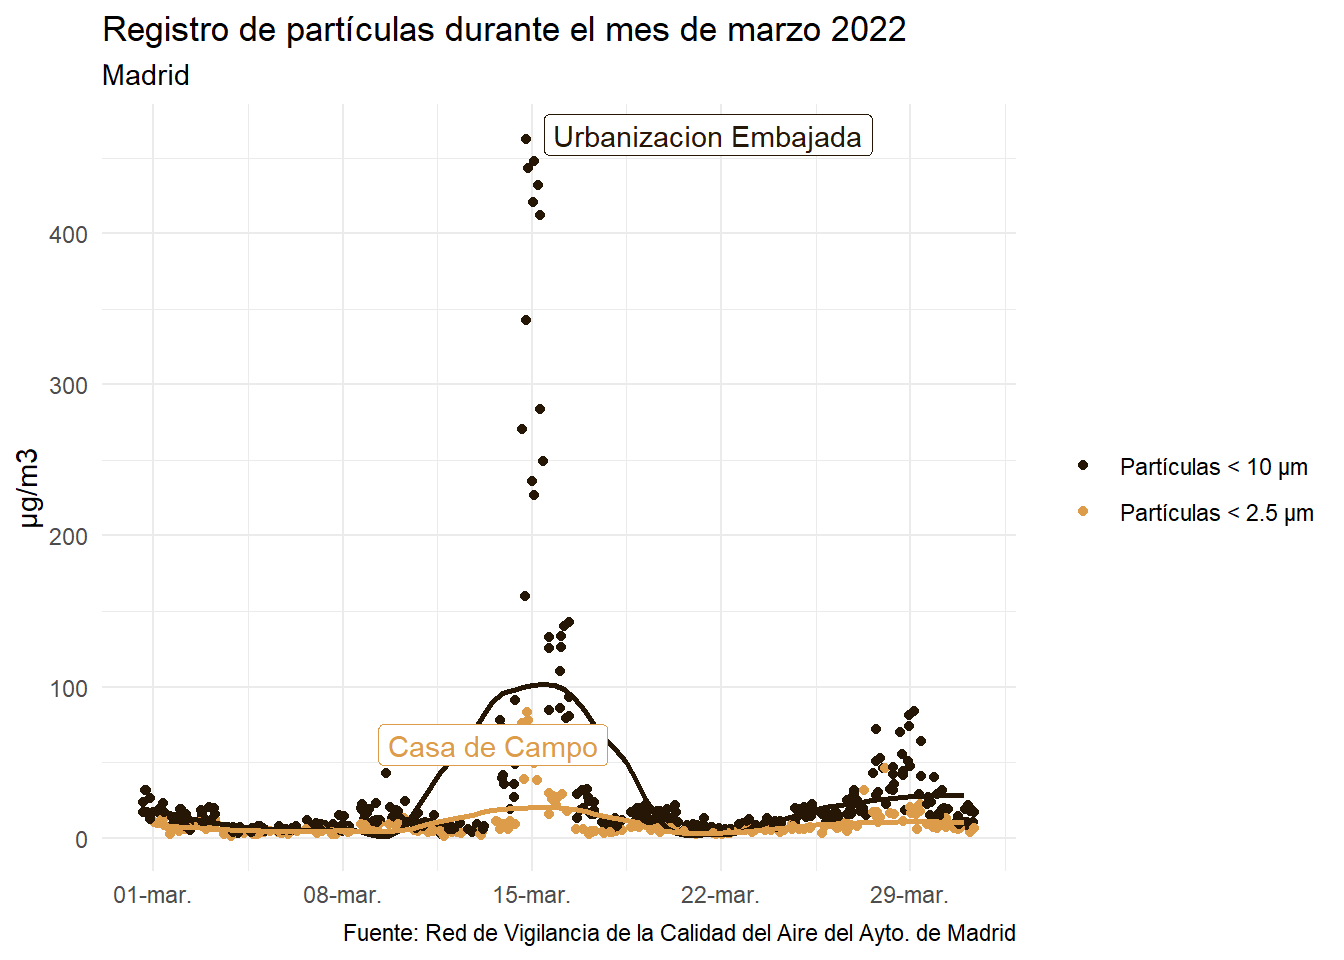 Registro de partículas durante el mes de marzo 2022
Madrid
Urbanizacion Embajada
Casa de Campo
µg/m3
400
300
200
100
0
01-mar.
08-mar.
15-mar.
22-mar.
29-mar.
Partículas < 10 µm
Partículas < 2.5 µm
Fuente: Red de Vigilancia de la Calidad del Aire del Ayto. de Madrid